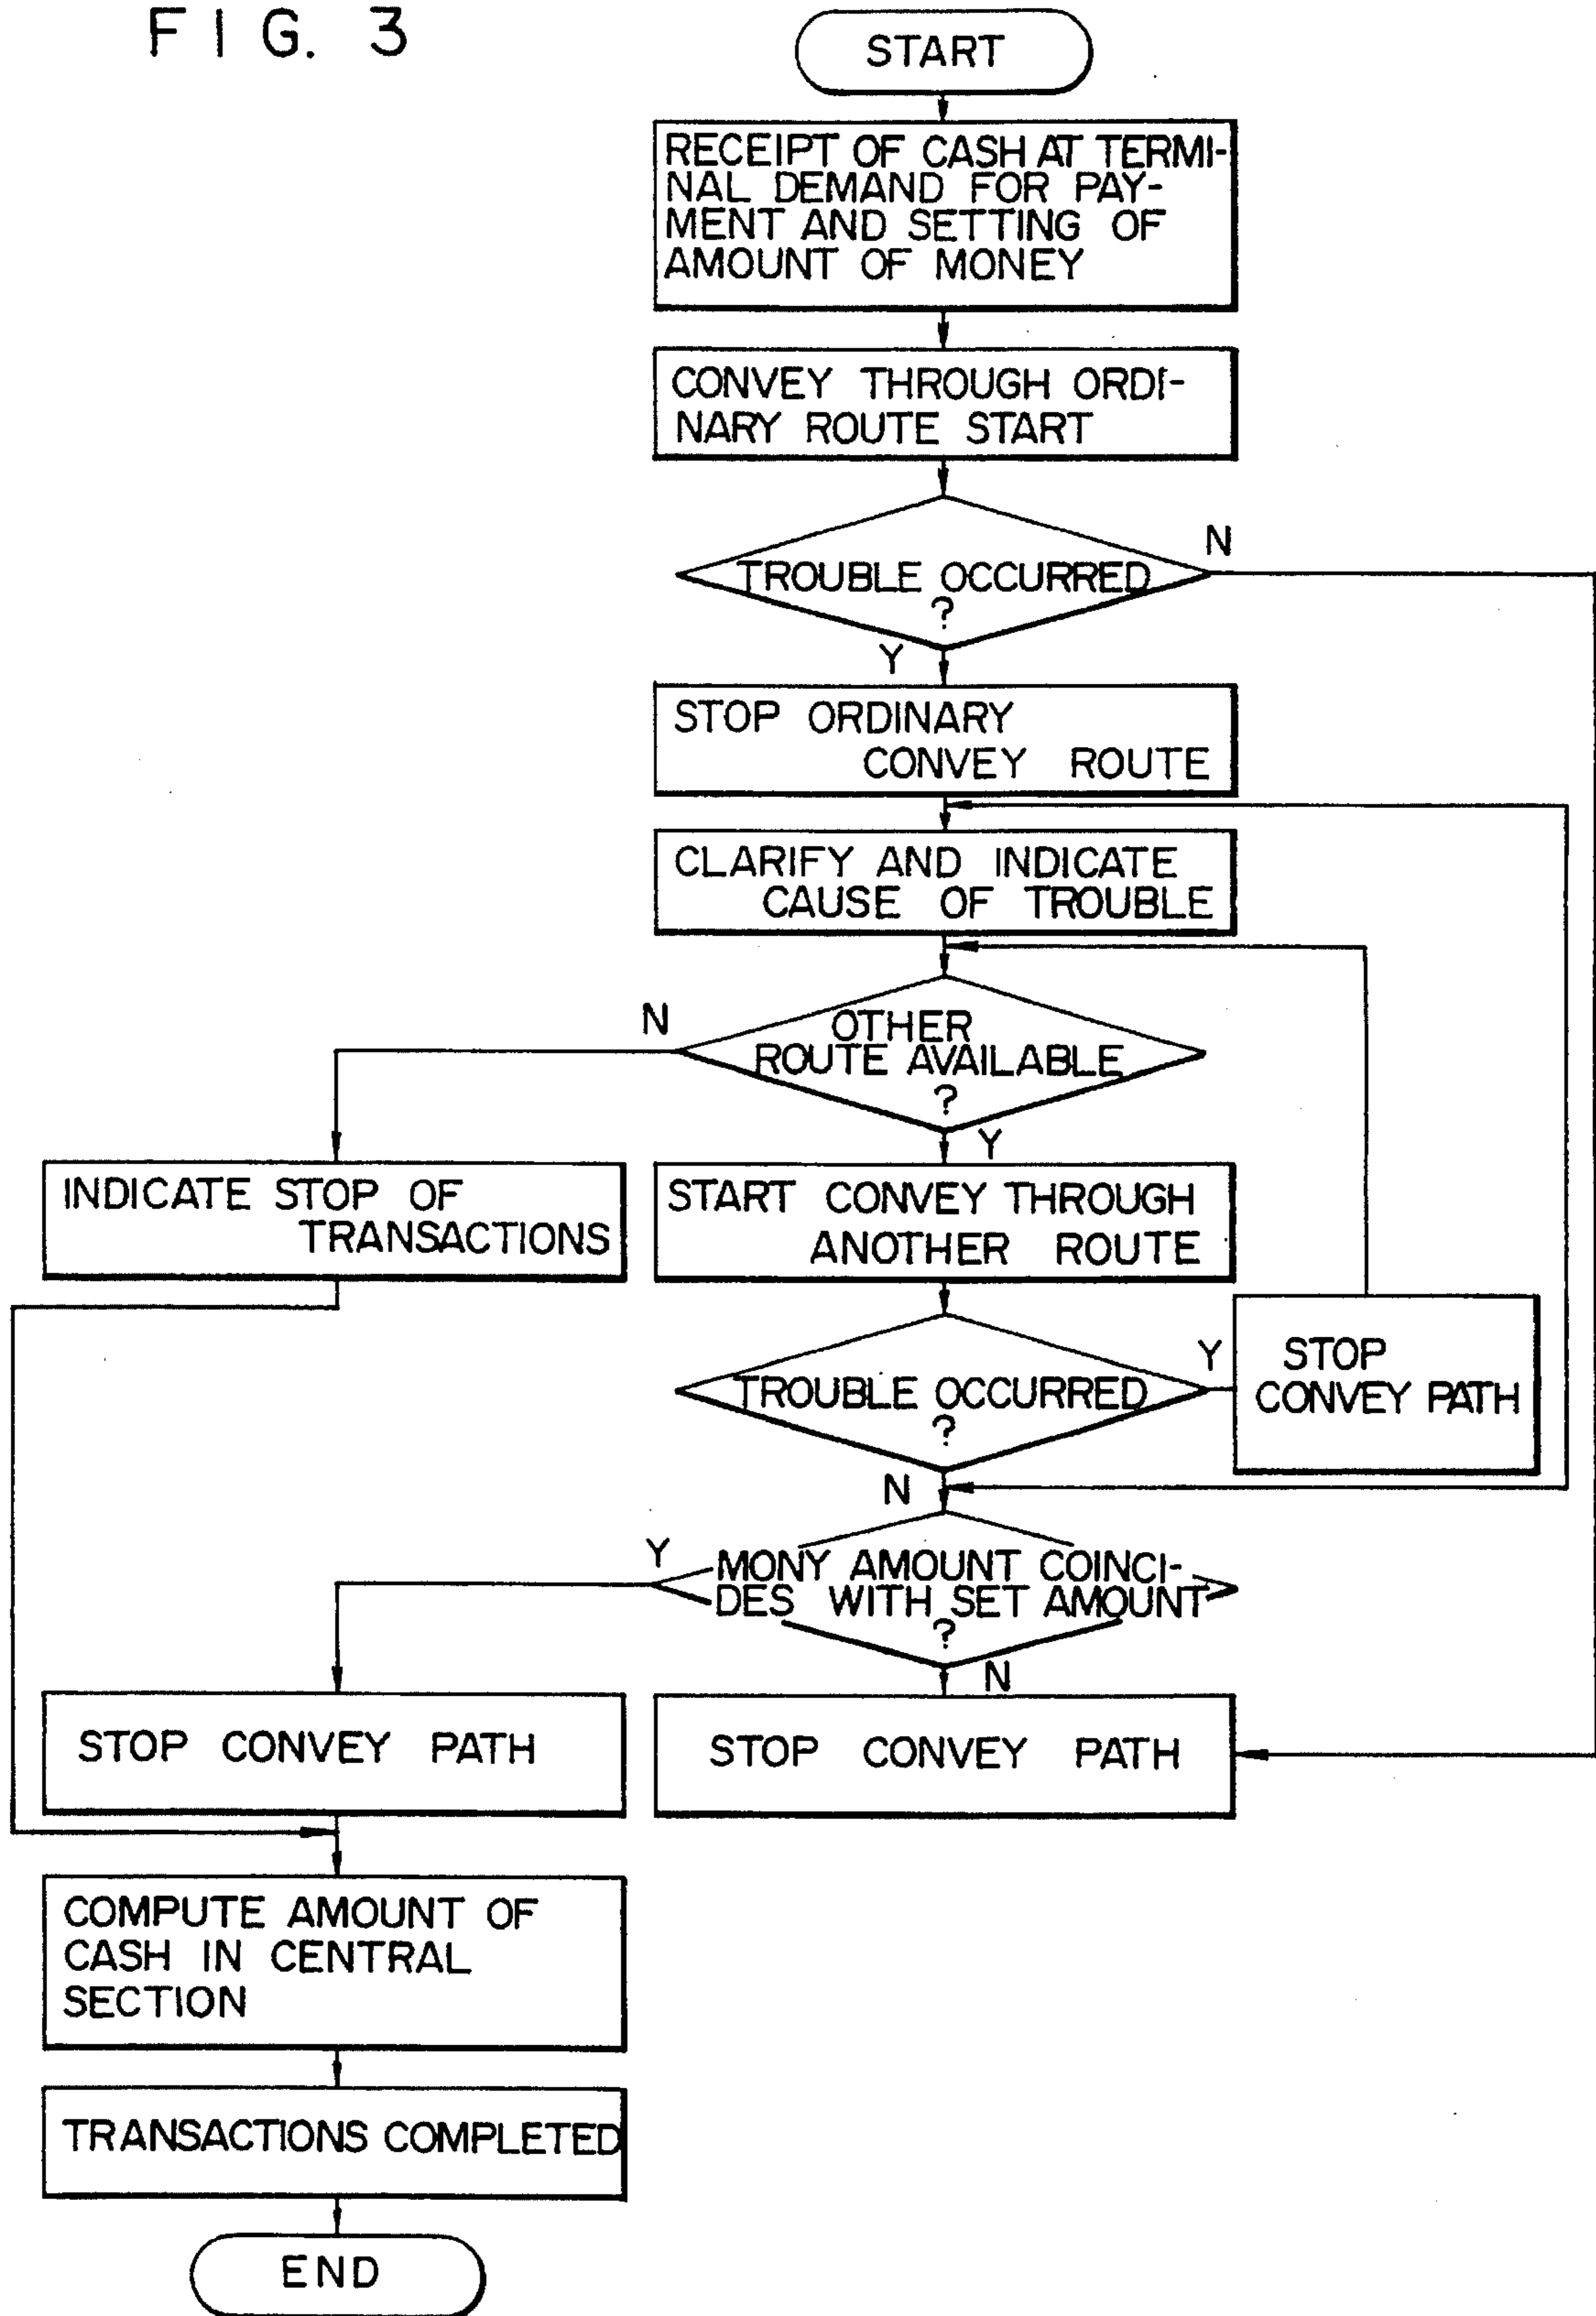 FIG. 3
START
RECEIPT OF CASH AT TERMI-
NAL DEMAND FOR PAY-
MENT AND SETTING OF
AMOUNT OF MONEY
CONVEY THROUGH ORDI-
NARY ROUTE START
TROUBLE OCCURRED
?
N
Y
STOP ORDINARY
CONVEY ROUTE
CLARIFY AND INDICATE
CAUSE OF TROUBLE
OTHER
ROUTE AVAILABLE
?
N
Y
INDICATE STOP OF
TRANSACTIONS
START CONVEY THROUGH
ANOTHER ROUTE
TROUBLE OCCURRED
?
Y
STOP
CONVEY PATH
N
MONY AMOUNT COINCI-
DES WITH SET AMOUNT
?
Y
N
STOP CONVEY PATH
STOP CONVEY PATH
COMPUTE AMOUNT OF
CASH IN CENTRAL
SECTION
TRANSACTIONS COMPLETED
END